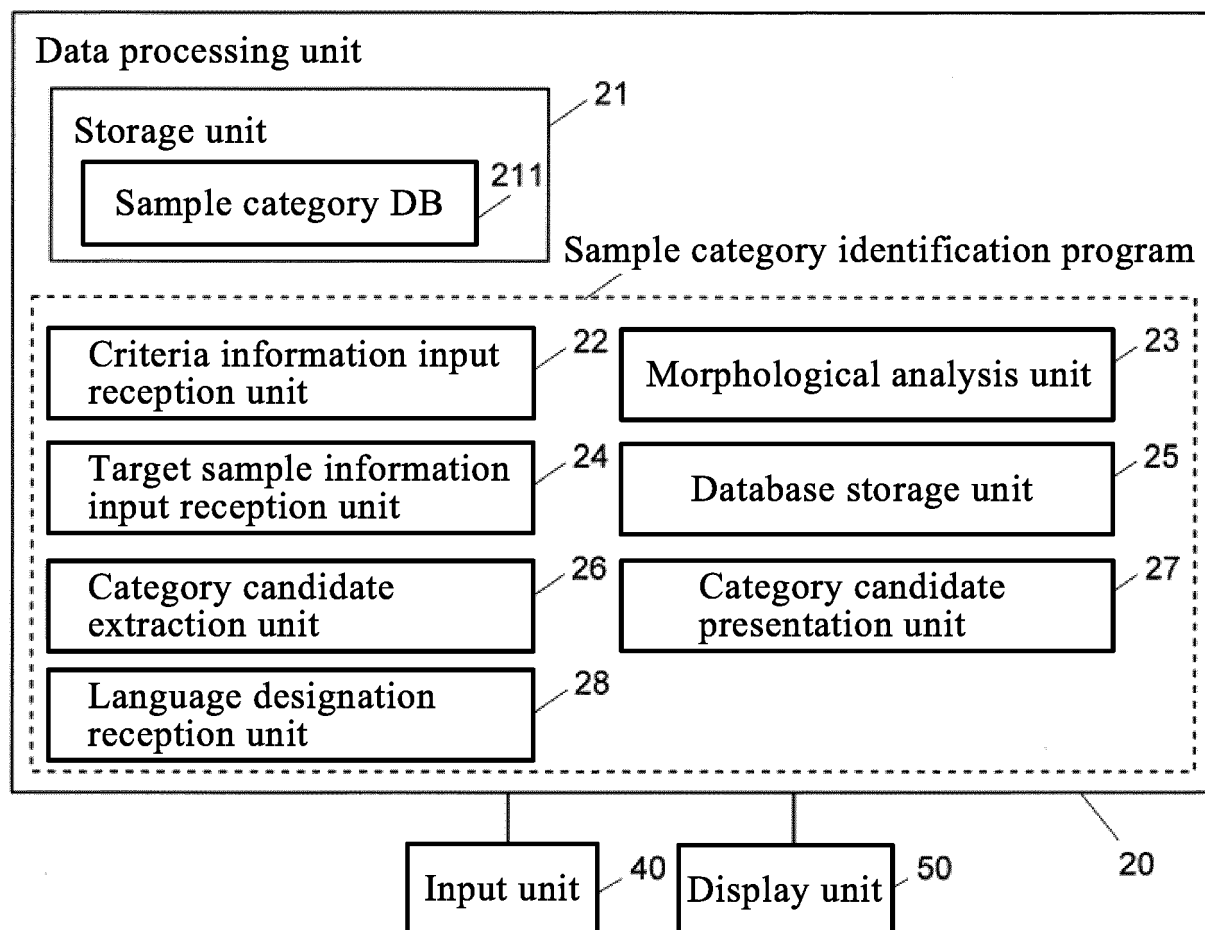 Data processing unit
21
Storage unit
211
Sample category DB
Sample category identification program
Criteria information input
reception unit
22
Morphological analysis unit
23
Target sample information
input reception unit
24
Database storage unit
25
Category candidate
extraction unit
26
Category candidate
presentation unit
27
Language designation
reception unit
28
20
Input unit
40
Display unit
50